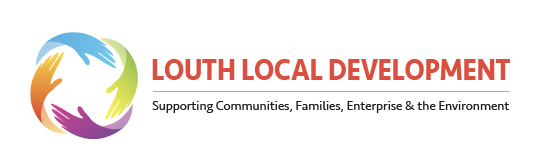 LOUTH LOCAL DEVELOPMENT
Supporting Communities, Families, Enterprise & the Environment